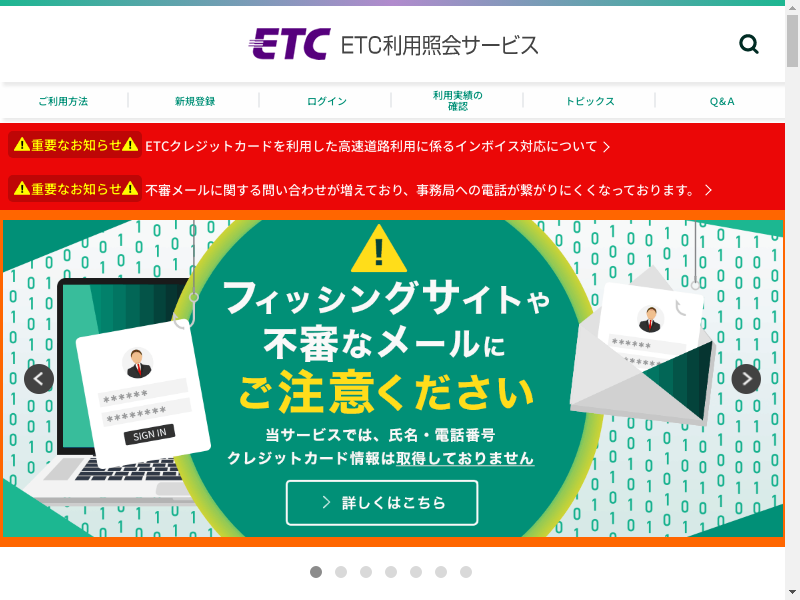 ETC ETC利用照会サービス
ご利用方法
新規登録
ログイン
利用実績の
確認
トピックス
Q&A
重要なお知らせ ETCクレジットカードを利用した高速道路利用に係るインボイス対応について
重要なお知らせ 不審メールに関する問い合わせが増えており、事務局への電話が繋がりにくくなっております。
フィッシングサイトや
不審なメールに
ご注意ください
当サービスでは、氏名・電話番号
クレジットカード情報は取得しておりません
詳しくはこちら
******
********
SIGN IN
******